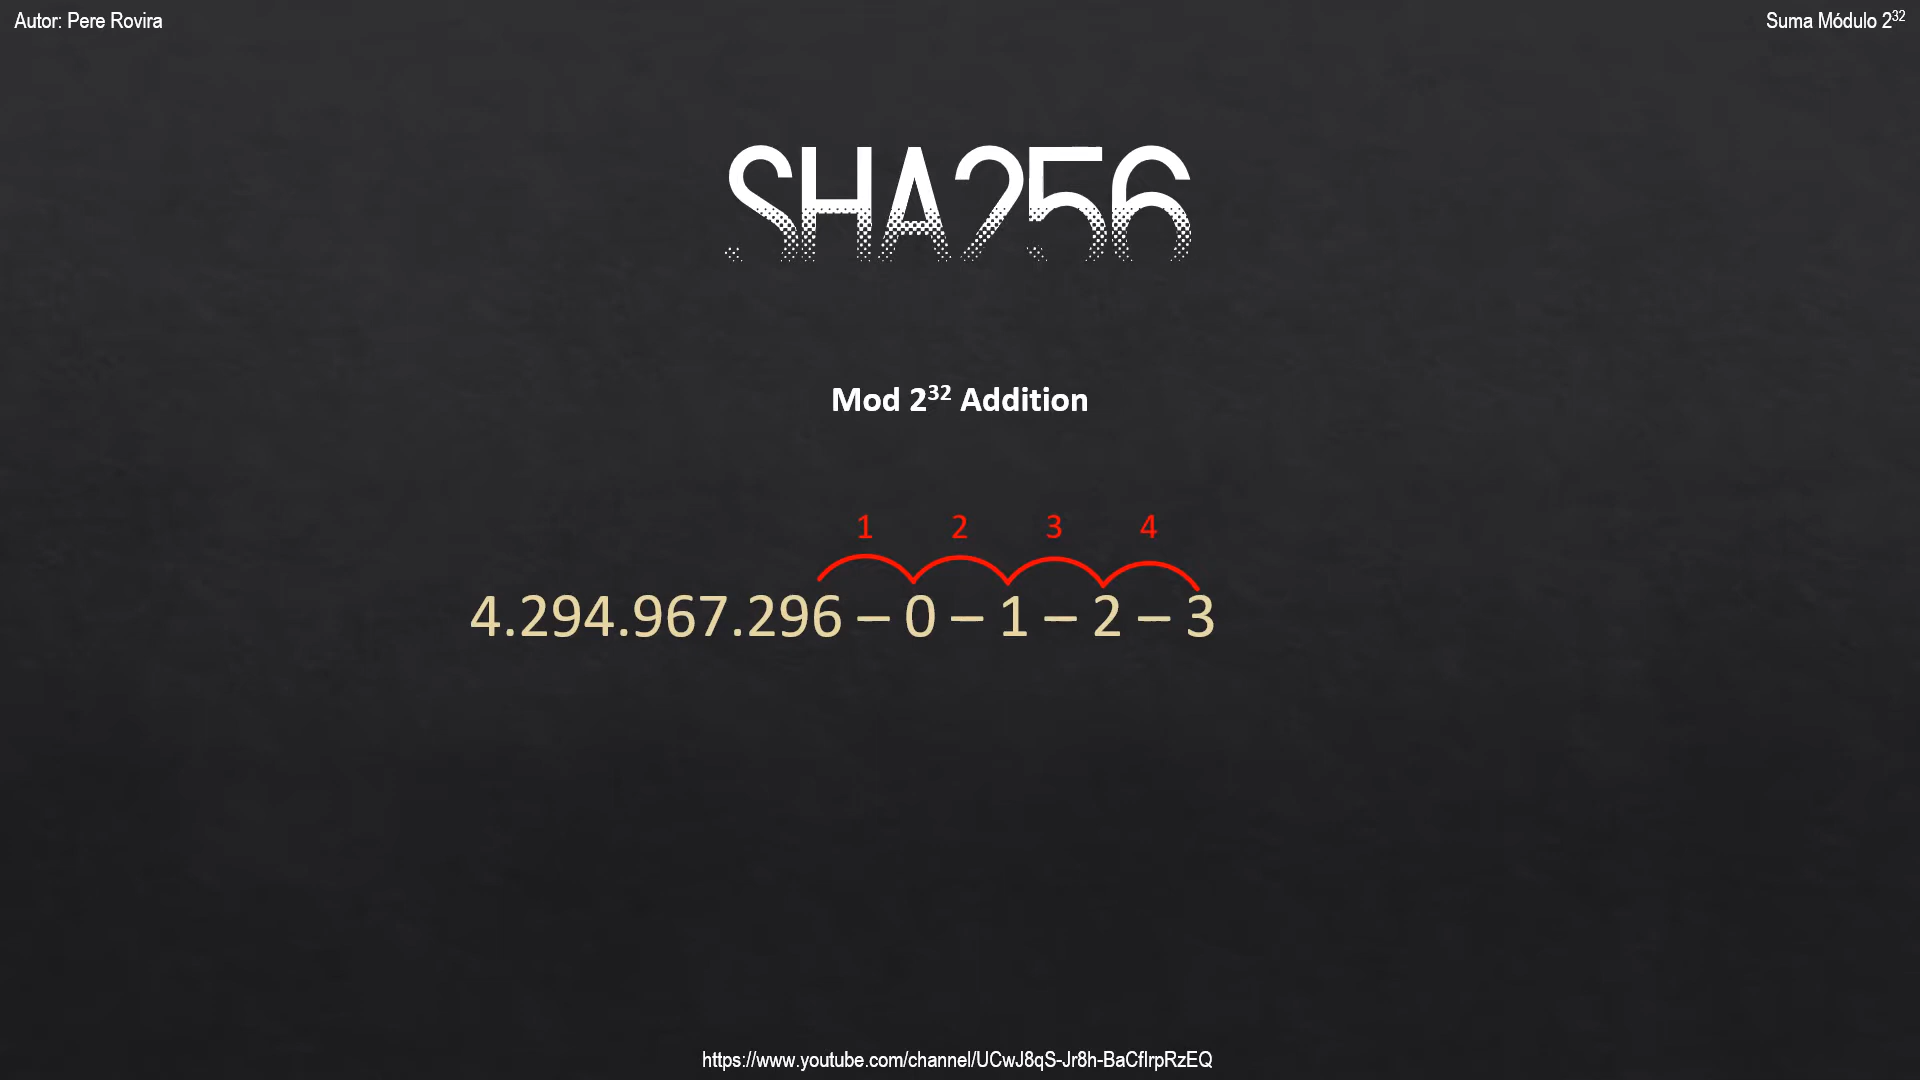 Autor: Pere Rovira
Suma Módulo 2³²
SHA256
Mod 2³² Addition
1 2 3 4
4.294.967.296 – 0 – 1 – 2 – 3
https://www.youtube.com/channel/UCwJ8qS-Jr8h-BaCfIrpRzEQ